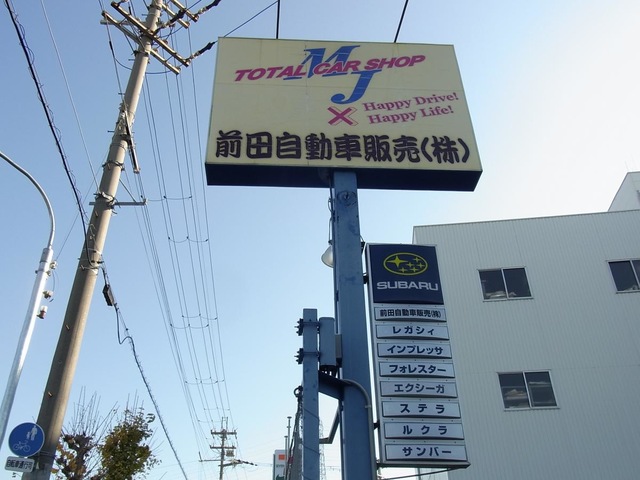 MJ
TOTAL CAR SHOP
Happy Drive!
Happy Life!
前田自動車販売(株)
SUBARU
前田自動車販売(株)
レガシィ
インプレッサ
フォレスター
エクシーガ
ステラ
ルクラ
サンバー